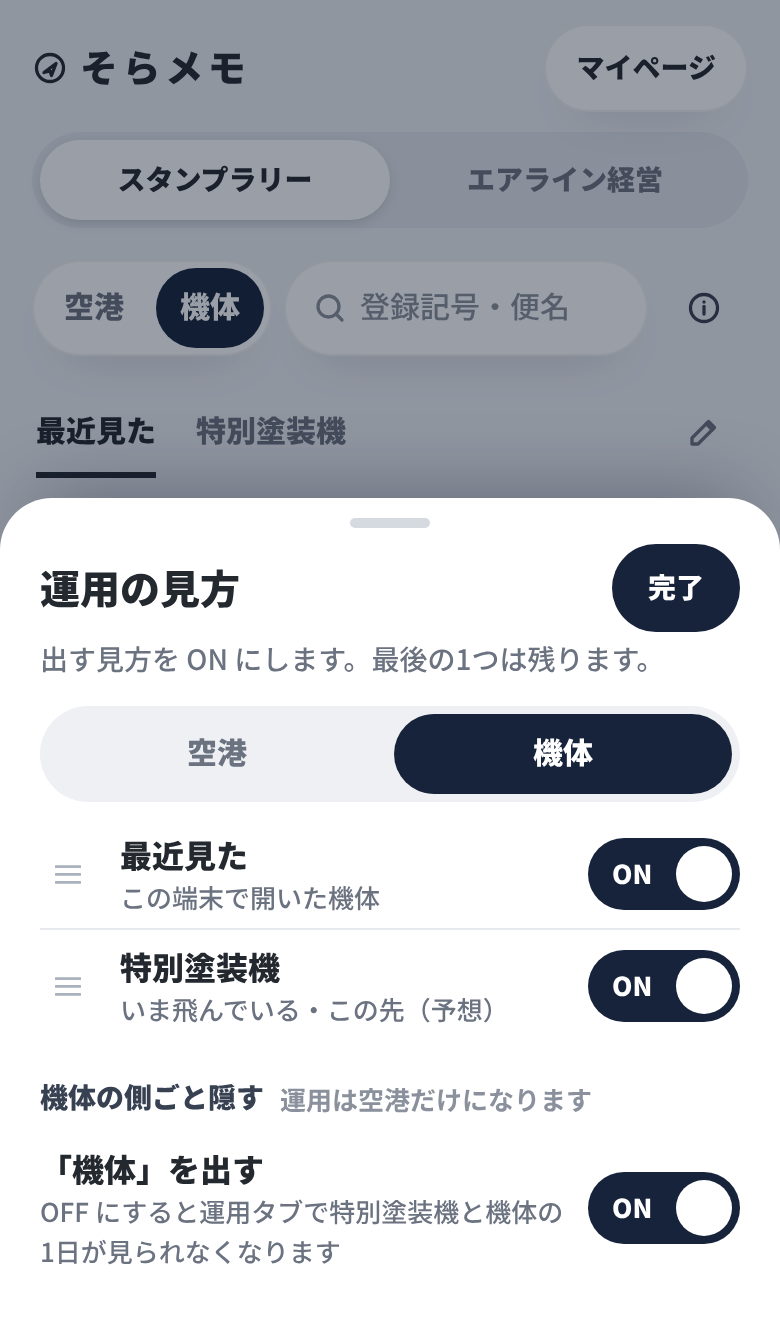 そらメモ
マイページ
スタンプラリー
エアライン経営
空港
機体
登録記号・便名
最近見た
特別塗装機
運用の見方
完了
出す見方を ON にします。最後の1つは残ります。
空港
機体
最近見た
ON
この端末で開いた機体
特別塗装機
ON
いま飛んでいる・この先（予想）
機体の側ごと隠す 運用は空港だけになります
「機体」を出す
ON
OFF にすると運用タブで特別塗装機と機体の
1日が見られなくなります